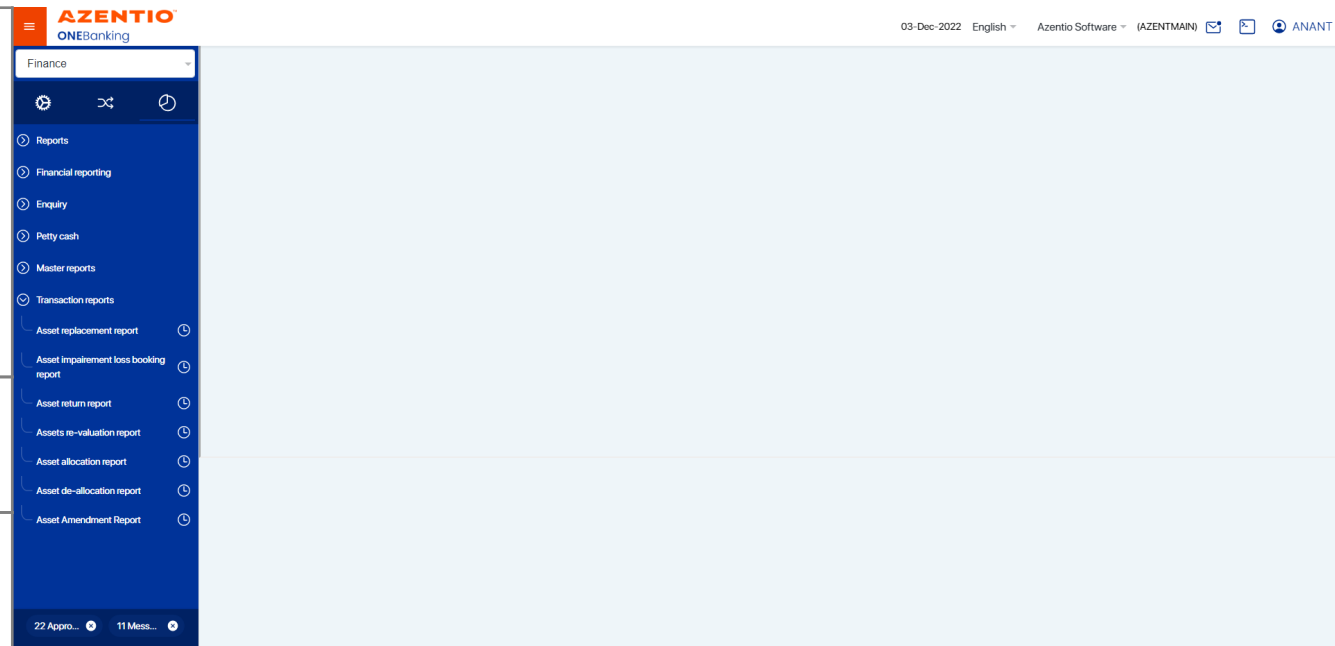 AZENTIO™
ONEBanking
03-Dec-2022 English Azentio Software (AZENTMAIN) ANANT
Finance
Reports
Financial reporting
Enquiry
Petty cash
Master reports
Transaction reports
Asset replacement report
Asset impairement loss booking
report
Asset return report
Assets re-valuation report
Asset allocation report
Asset de-allocation report
Asset Amendment Report
22 Appro... 11 Mess...